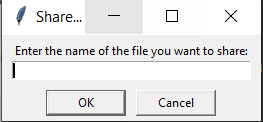 Share...
Enter the name of the file you want to share:
OK
Cancel